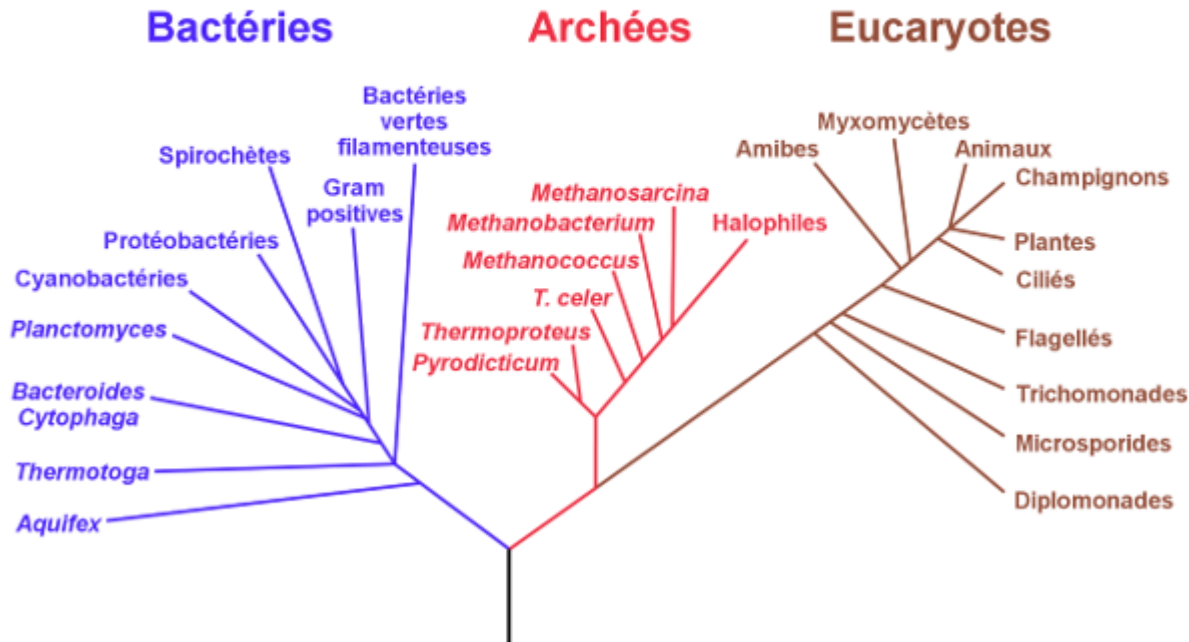 Bactéries
Archées
Eucaryotes
Bactéries
vertes
filamenteuses
Spirochètes
Gram
positives
Protéobactéries
Cyanobactéries
Planctomyces
Bacteroides
Cytophaga
Thermotoga
Aquifex
Methanosarcina
Methanobacterium
Halophiles
Methanococcus
T. celer
Thermoproteus
Pyrodicticum
Myxomycètes
Amibes
Animaux
Champignons
Plantes
Ciliés
Flagellés
Trichomonades
Microsporides
Diplomonades